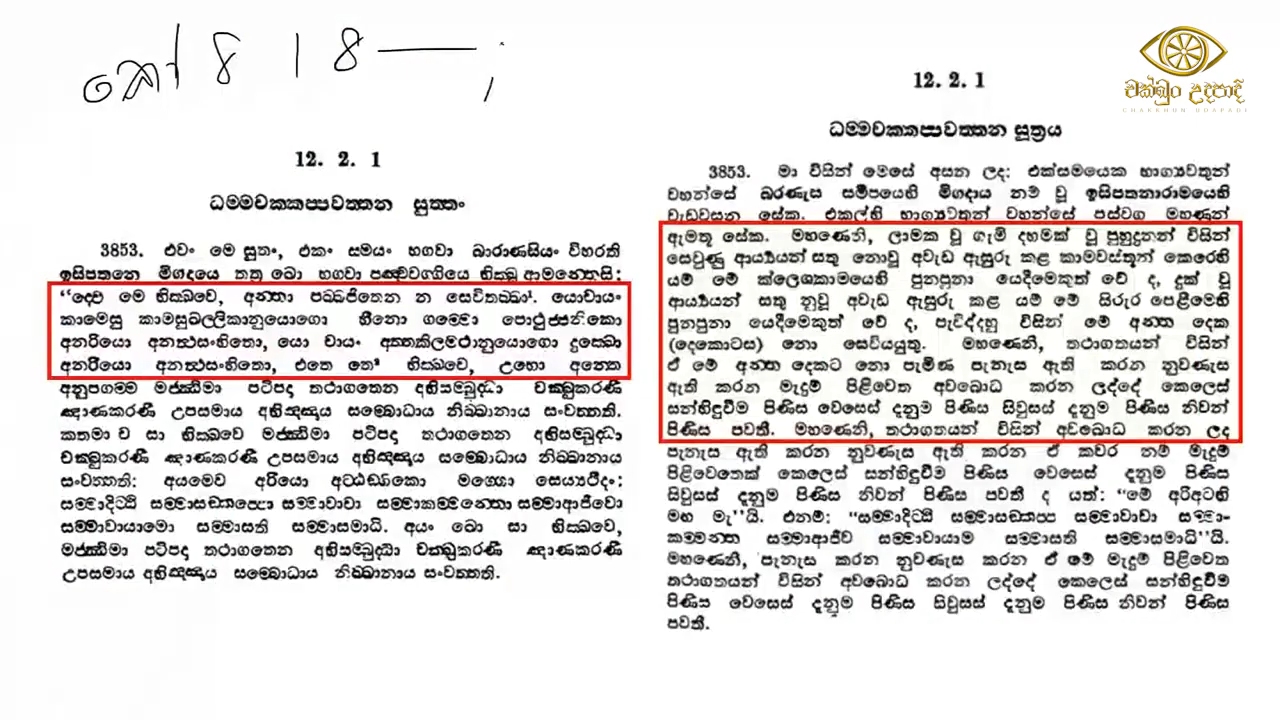 8 | 8
චක්ඛුං උදපාදි
CHAKKHUN UDAPADI
12. 2. 1
ධම්මචක්කප්පවත්තන සුත්තං
3853. එවං මෙ සුතං, එකං සමයං භගවා බාරාණසියං විහරති
ඉසිපතනෙ මිගදායෙ තත්‍ර ඛො භගවා පඤ්චවග්ගියෙ භික්ඛූ ආමන්තෙසි:
“ද්වෙ මෙ භික්ඛවෙ, අන්තා පබ්බජිතෙන න සෙවිතබ්බා¹. යොචායං
කාමෙසු කාමසුඛල්ලිකානුයොගො හීනො ගම්මො පොථුජ්ජනිකො
අනරියො අනත්‍ථසංහිතො, යො චායං අත්තකිලමථානුයොගො දුක්ඛො
අනරියො අනත්‍ථසංහිතො, එතෙ තෙ² භික්ඛවෙ, උභො අන්තෙ
අනුපගම්ම මජ්ඣිමා පටිපදා තථාගතෙන අභිසම්බුද්ධා චක්ඛුකරණී
ඤාණකරණී උපසමාය අභිඤ්ඤාය සම්බොධාය නිබ්බානාය සංවත්තති.
කතමා ච සා භික්ඛවෙ මජ්ඣිමා පටිපදා තථාගතෙන අභිසම්බුද්ධා
චක්ඛුකරණී ඤාණකරණී උපසමාය අභිඤ්ඤාය සම්බොධාය නිබ්බානාය
සංවත්තති: අයමෙව අරියො අට්ඨඞ්ගිකො මග්ගො සෙය්‍යථීදං:
සම්මාදිට්ඨි සම්මාසඞ්කප්පො සම්මාවාචා සම්මාකම්මන්තො සම්මාආජීවො
සම්මාවායාමො සම්මාසති සම්මාසමාධි. අයං ඛො සා භික්ඛවෙ,
මජ්ඣිමා පටිපදා තථාගතෙන අභිසම්බුද්ධා චක්ඛුකරණී ඤාණකරණී
උපසමාය අභිඤ්ඤාය සම්බොධාය නිබ්බානාය සංවත්තති.
12. 2. 1
ධම්මචක්කප්පවත්තන සූත්‍රය
3853. මා විසින් මෙසේ අසන ලද: එක්සමයෙක භාග්‍යවතුන්
වහන්සේ බරණැස සමීපයෙහි මිගදාය නම් වූ ඉසිපතනාරාමයෙහි
වැඩවසන සේක. එකල්හි භාග්‍යවතුන් වහන්සේ පස්වග මහණුන්
ඇමතූ සේක. මහණෙනි, ලාමක වූ ගැමි දහමක් වූ පුහුදුනන් විසින්
සෙවුණු ආර්‍ය්‍යයන් සතු නොවූ අවැඩ ඇසුරු කළ කාමවස්තූන් කෙරෙහි
යම් මේ ක්ලෙශකාමයෙහි පුනපුනා යෙදීමෙකුත් වේ ද, දුක් වූ
ආර්‍ය්‍යයන් සතු නුවූ අවැඩ ඇසුරු කළ යම් මේ සිරුර පෙළීමෙහි
පුනපුනා යෙදීමෙකුත් වේ ද, පැවිද්දහු විසින් මේ අන්ත දෙක
(දෙකොටස) නො සෙවියයුතු. මහණෙනි, තථාගතයන් විසින්
ඒ මේ අන්ත දෙකට නො පැමිණ පැනැස ඇති කරන නුවණැස
ඇති කරන මැදුම් පිළිවෙත අවබොධ කරන ලද්දේ කෙලෙස්
සන්හිඳුවීම පිණිස වෙසෙස් දැනුම පිණිස සිවුසස් දැනුම පිණිස නිවන්
පිණිස පවතී. මහණෙනි, තථාගතයන් විසින් අවබොධ කරන ලද
පැනැස ඇති කරන නුවණැස ඇති කරන ඒ කවර නම් මැදුම්
පිළිවෙතෙක් කෙලෙස් සන්හිඳුවීම පිණිස වෙසෙස් දැනුම පිණිස
සිවුසස් දැනුම පිණිස නිවන් පිණිස පවතී ද යත්: “මේ අරිඅටගි
මඟ මැ”යි. එනම්: “සම්මාදිට්ඨි සම්මාසඞ්කප්ප සම්මාවාචා සම්මා-
කම්මන්ත සම්මාආජීව සම්මාවායාම සම්මාසති සම්මාසමාධි”යි.
මහණෙනී, පැනැස කරන නුවණැස කරන ඒ මේ මැදුම් පිළිවෙත
තථාගතයන් විසින් අවබොධ කරන ලද්දේ කෙලෙස් සන්හිඳුවීම
පිණිස වෙසෙස් දැනුම පිණිස සිවුසස් දැනුම පිණිස නිවන් පිණිස
පවතී.